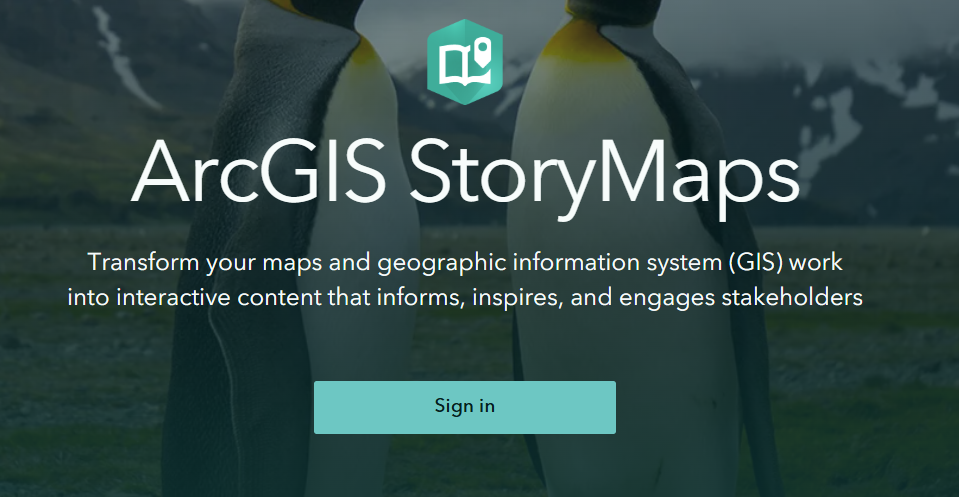 ArcGIS StoryMaps
Transform your maps and geographic information system (GIS) work
into interactive content that informs, inspires, and engages stakeholders
Sign in